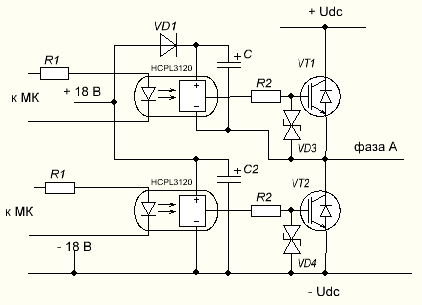 VD1
+ Udc
R1
HCPL3120
+ C
R2
VT1
к МК
+ 18 В
VD3
фаза А
R1
HCPL3120
+ C2
R2
VT2
к МК
- 18 В
VD4
- Udc